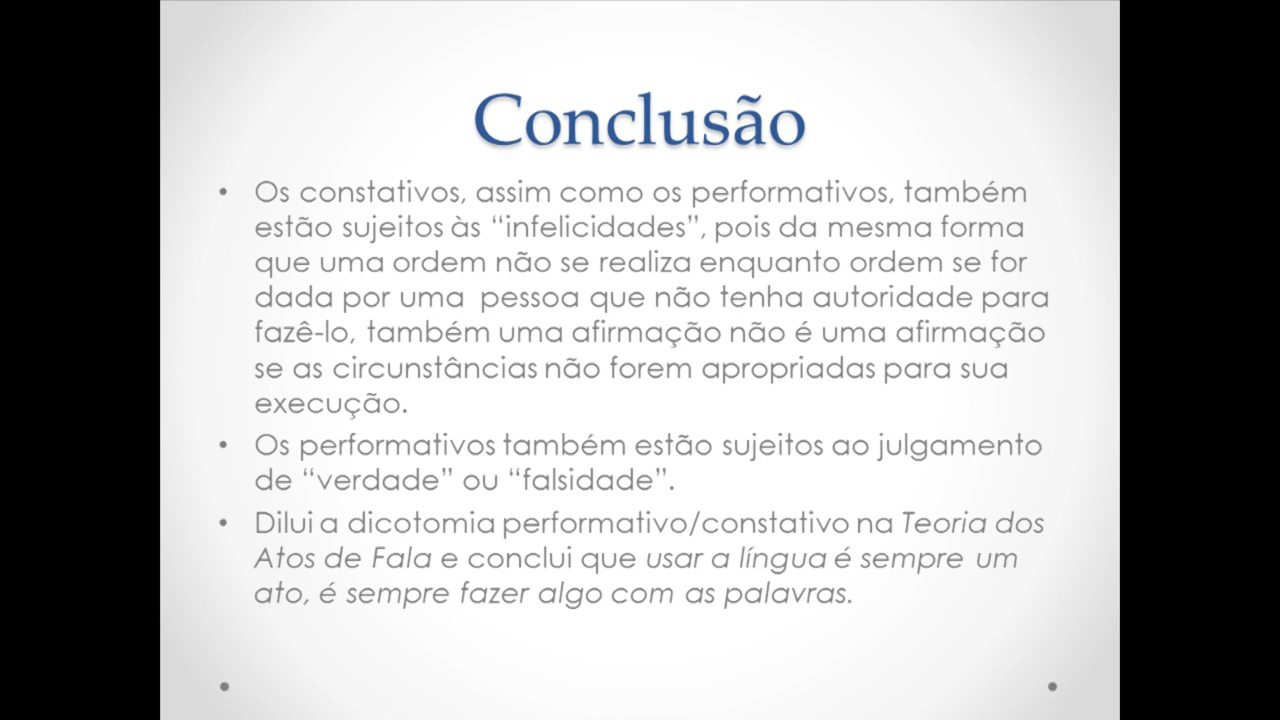 Conclusão
• Os constativos, assim como os performativos, também
estão sujeitos às “infelicidades”, pois da mesma forma
que uma ordem não se realiza enquanto ordem se for
dada por uma  pessoa que não tenha autoridade para
fazê-lo, também uma afirmação não é uma afirmação
se as circunstâncias não forem apropriadas para sua
execução.
• Os performativos também estão sujeitos ao julgamento
de “verdade” ou “falsidade”.
• Dilui a dicotomia performativo/constativo na Teoria dos
Atos de Fala e conclui que usar a língua é sempre um
ato, é sempre fazer algo com as palavras.